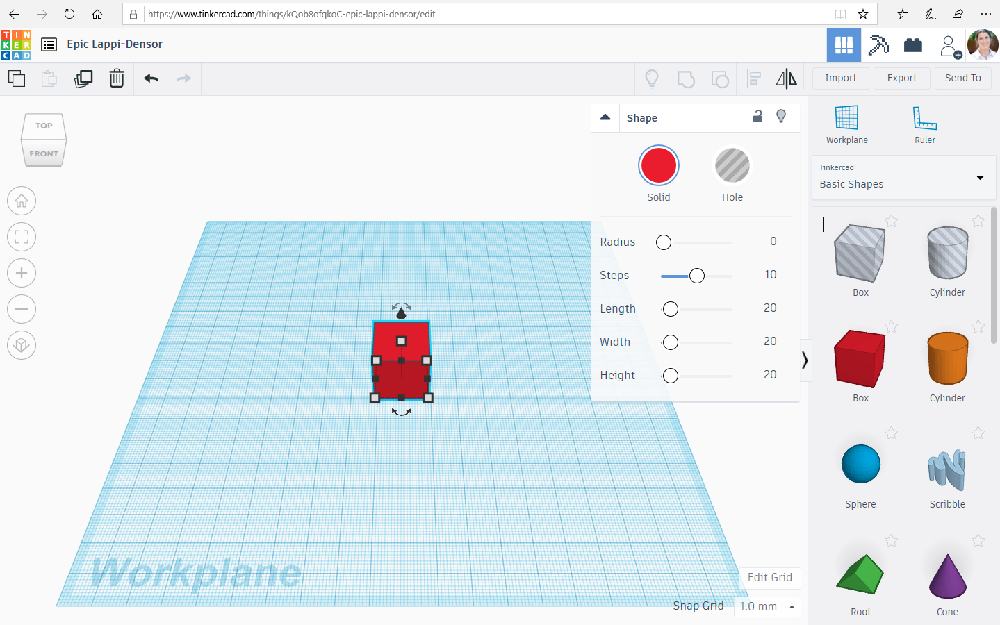 https://www.tinkercad.com/things/kQob8ofqkoC-epic-lappi-densor/edit
TIN
KER
CAD
Epic Lappi-Densor
Import
Export
Send To
TOP
FRONT
Shape
Solid
Hole
Radius 0
Steps 10
Length 20
Width 20
Height 20
Workplane
Ruler
Tinkercad
Basic Shapes
Box
Cylinder
Box
Cylinder
Sphere
Scribble
Roof
Cone
Workplane
Edit Grid
Snap Grid 1.0 mm